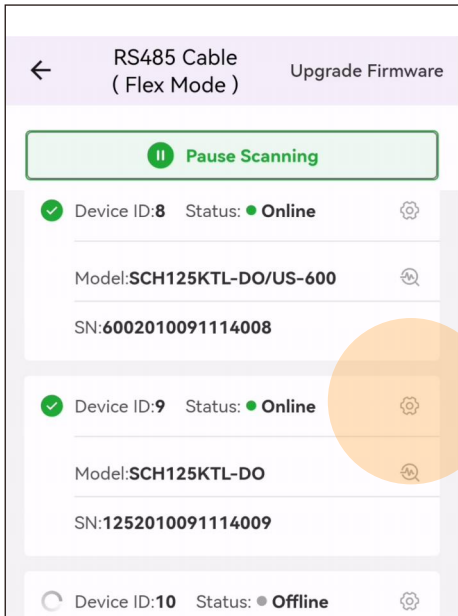 RS485 Cable
( Flex Mode )
Upgrade Firmware
Pause Scanning
Device ID:8 Status: Online
Model:SCH125KTL-DO/US-600
SN:6002010091114008
Device ID:9 Status: Online
Model:SCH125KTL-DO
SN:1252010091114009
Device ID:10 Status: Offline